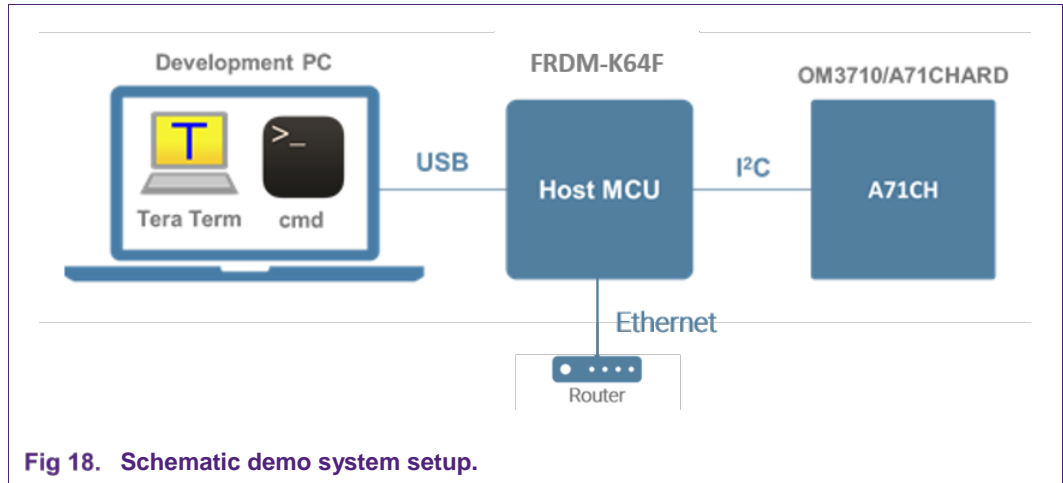 Development PC
FRDM-K64F
OM3710/A71CHARD
T
>_
Tera Term
cmd
USB
Host MCU
I²C
A71CH
Ethernet
Router
Fig 18. Schematic demo system setup.